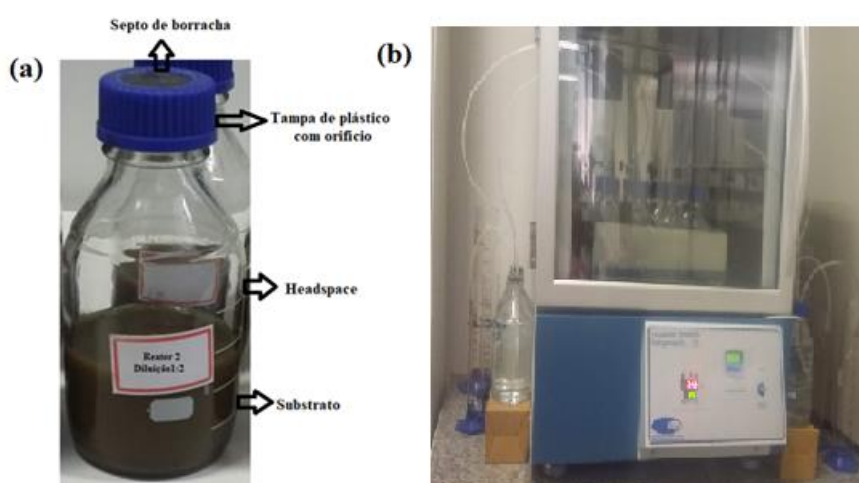 Septo de borracha
(a)
(b)
Tampa de plástico
com orifício
Headspace
Reator 2
Diluição1:2
Substrato